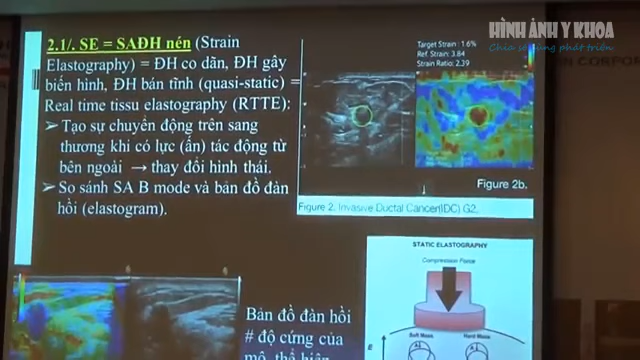 HÌNH ẢNH Y KHOA
Chia sẻ cùng phát triển
CORPOR
2.1/. SE = SAĐH nén (Strain
Elastography) = ĐH co dãn, ĐH gây
biến hình, ĐH bán tĩnh (quasi-static) =
Real time tissu elastography (RTTE):
➢ Tạo sự chuyển động trên sang
thương khi có lực (ấn) tác động từ
bên ngoài → thay đổi hình thái.
➢ So sánh SA B mode và bản đồ đàn
hồi (elastogram).
Target Strain : 1.6%
Ref. Strain: 3.84
Strain Ratio: 2.39
Figure 2b.
Figure 2. Invasive Ductal Cancer(IDC) G2.
Bản đồ đàn hồi
# độ cứng của
mô, thể hiện
STATIC ELASTOGRAPHY
Compressor Force
Soft Mass
Hard Mass
E